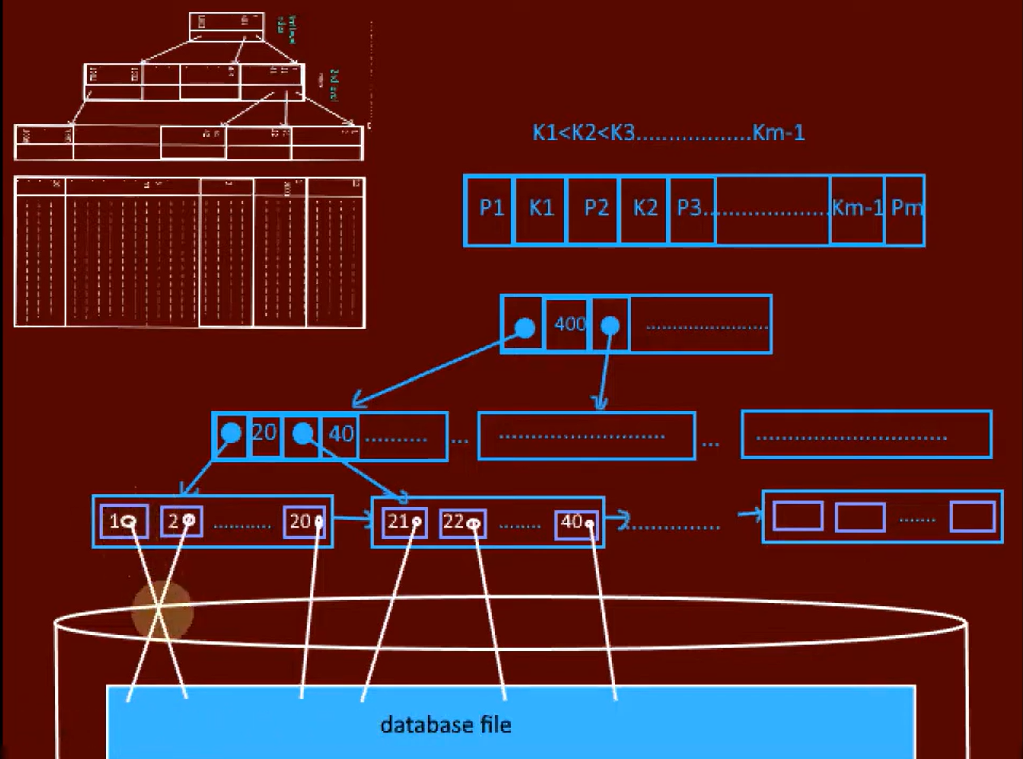 K1<K2<K3..................Km-1
P1 K1 P2 K2 P3......................Km-1 Pm
400 ........................
20 40 .......... ... .......................... ... ..............................
1 2 ........... 20 21 22 ........ 40 ................ .......
database file